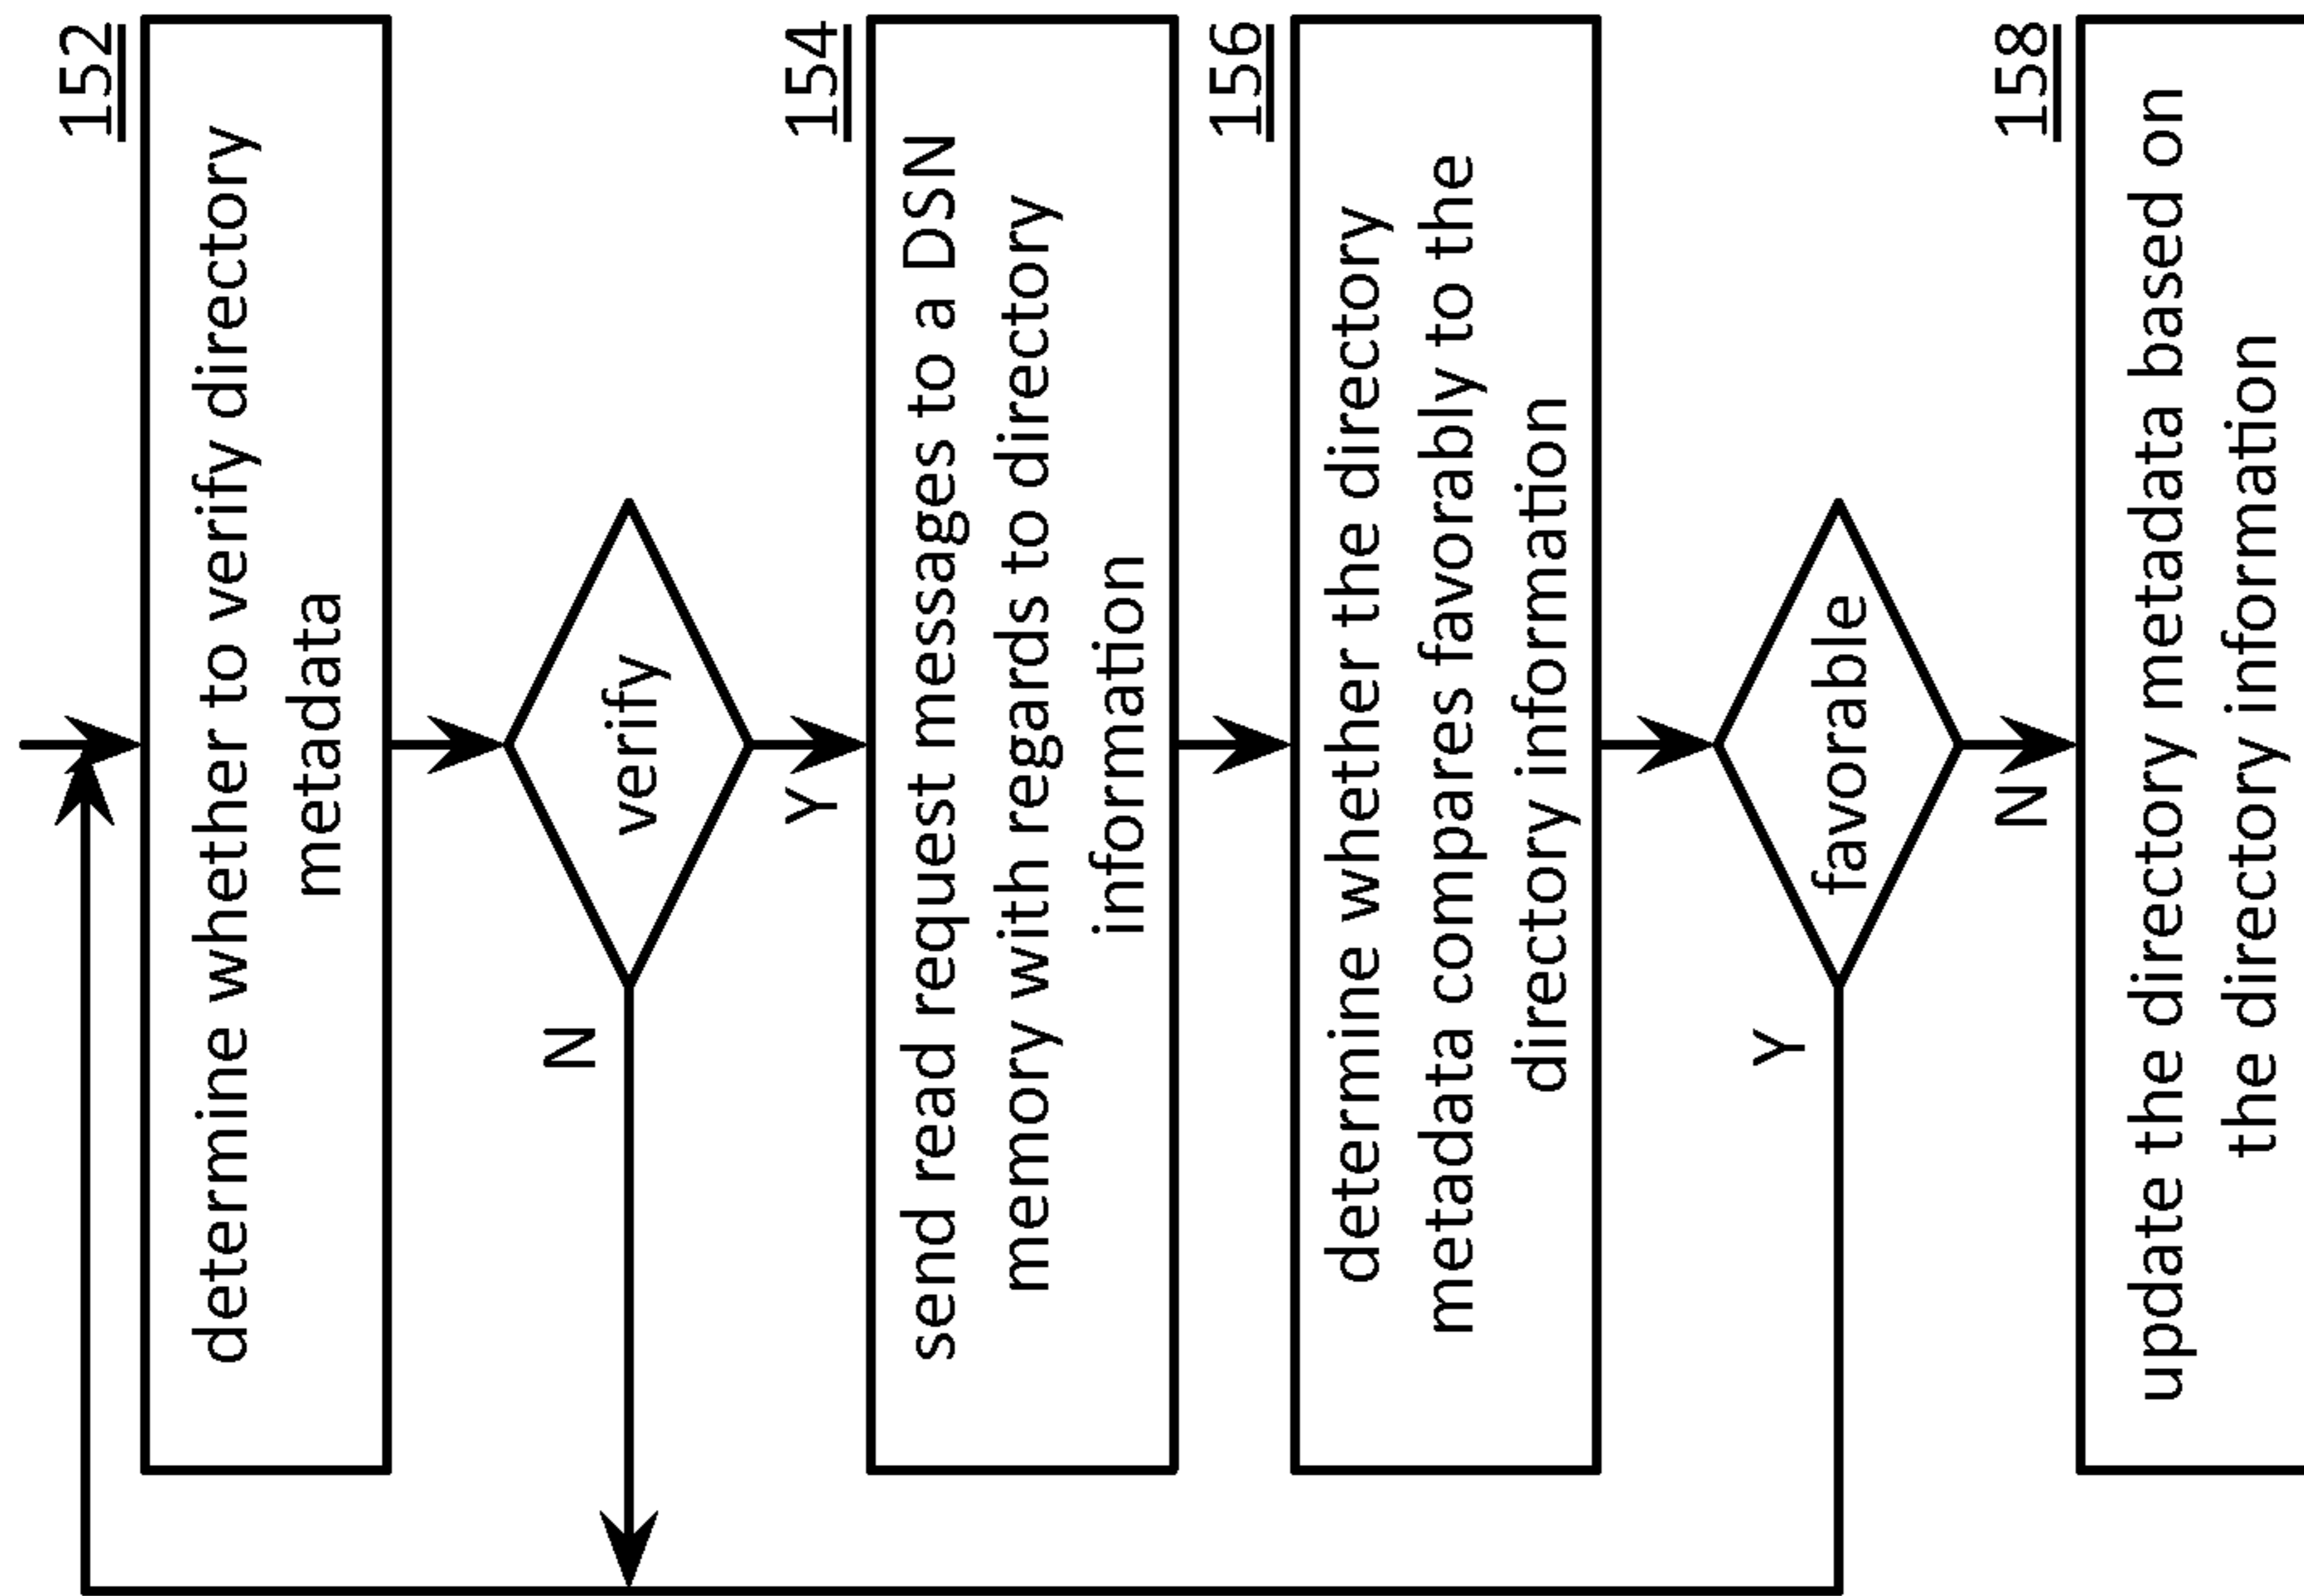 152
determine whether to verify directory
metadata
verify
N
Y
154
send read request messages to a DSN
memory with regards to directory
information
156
determine whether the directory
metadata compares favorably to the
directory information
favorable
Y
N
158
update the directory metadata based on
the directory information